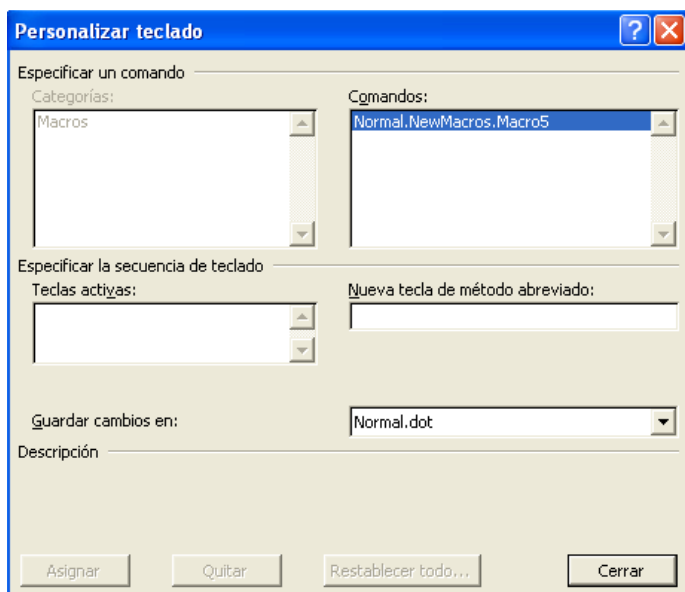 Personalizar teclado
Especificar un comando
Categorías:
Comandos:
Macros
Normal.NewMacros.Macro5
Especificar la secuencia de teclado
Teclas activas:
Nueva tecla de método abreviado:
Guardar cambios en:
Normal.dot
Descripción
Asignar
Quitar
Restablecer todo...
Cerrar